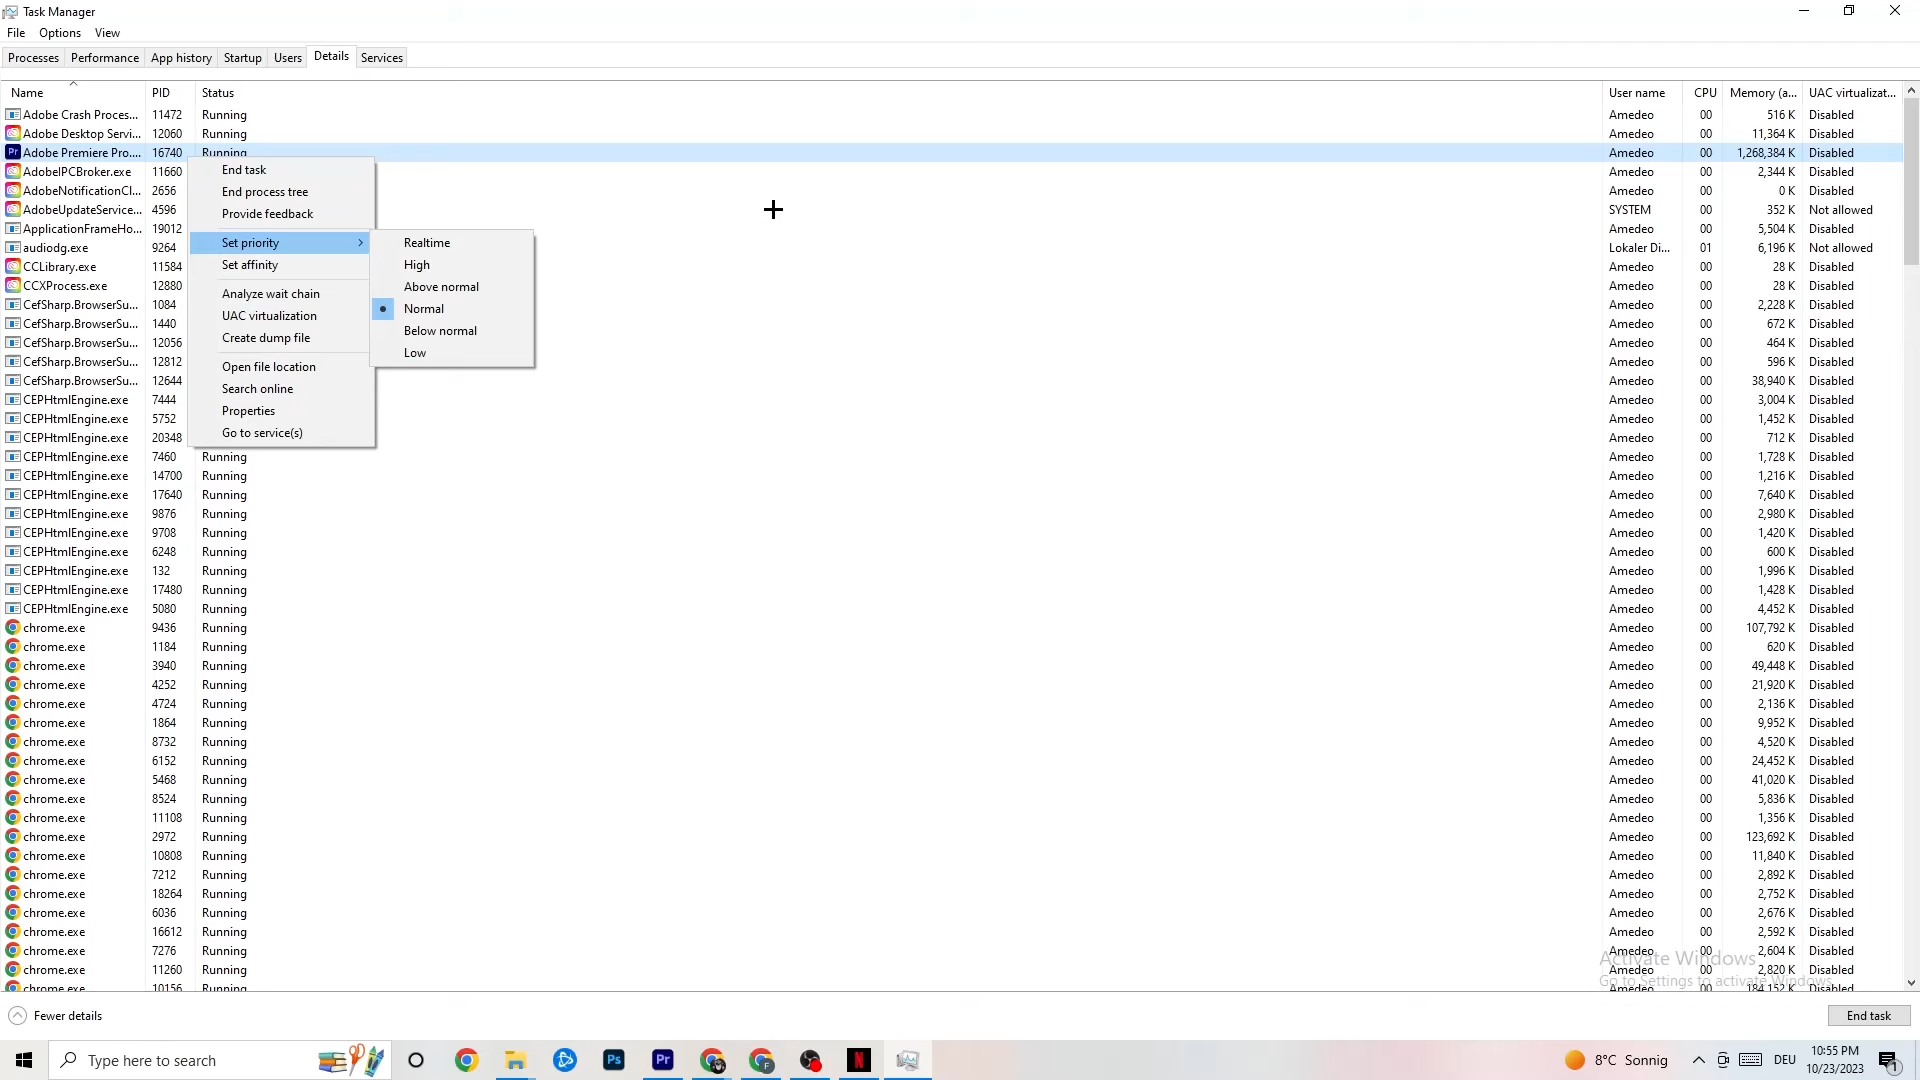 Task Manager
File Options View
Processes Performance App history Startup Users Details Services
Name PID Status User name CPU Memory (a... UAC virtualizat...
Adobe Crash Proces... 11472 Running Amedeo 00 516 K Disabled
Adobe Desktop Servi... 12060 Running Amedeo 00 11,364 K Disabled
Pr Adobe Premiere Pro.... 16740 Running Amedeo 00 1,268,384 K Disabled
AdobeIPCBroker.exe 11660 Amedeo 00 2,344 K Disabled
AdobeNotificationCl... 2656 Amedeo 00 0 K Disabled
AdobeUpdateService... 4596 SYSTEM 00 352 K Not allowed
ApplicationFrameHo... 19012 Amedeo 00 5,504 K Disabled
audiodg.exe 9264 Lokaler Di... 01 6,196 K Not allowed
CCLibrary.exe 11584 Amedeo 00 28 K Disabled
CCXProcess.exe 12880 Amedeo 00 28 K Disabled
CefSharp.BrowserSu... 1084 Amedeo 00 2,228 K Disabled
CefSharp.BrowserSu... 1440 Amedeo 00 672 K Disabled
CefSharp.BrowserSu... 12056 Amedeo 00 464 K Disabled
CefSharp.BrowserSu... 12812 Amedeo 00 596 K Disabled
CefSharp.BrowserSu... 12644 Amedeo 00 38,940 K Disabled
CEPHtmlEngine.exe 7444 Amedeo 00 3,004 K Disabled
CEPHtmlEngine.exe 5752 Amedeo 00 1,452 K Disabled
CEPHtmlEngine.exe 20348 Amedeo 00 712 K Disabled
CEPHtmlEngine.exe 7460 Running Amedeo 00 1,728 K Disabled
CEPHtmlEngine.exe 14700 Running Amedeo 00 1,216 K Disabled
CEPHtmlEngine.exe 17640 Running Amedeo 00 7,640 K Disabled
CEPHtmlEngine.exe 9876 Running Amedeo 00 2,980 K Disabled
CEPHtmlEngine.exe 9708 Running Amedeo 00 1,420 K Disabled
CEPHtmlEngine.exe 6248 Running Amedeo 00 600 K Disabled
CEPHtmlEngine.exe 132 Running Amedeo 00 1,996 K Disabled
CEPHtmlEngine.exe 17480 Running Amedeo 00 1,428 K Disabled
CEPHtmlEngine.exe 5080 Running Amedeo 00 4,452 K Disabled
chrome.exe 9436 Running Amedeo 00 107,792 K Disabled
chrome.exe 1184 Running Amedeo 00 620 K Disabled
chrome.exe 3940 Running Amedeo 00 49,448 K Disabled
chrome.exe 4252 Running Amedeo 00 21,920 K Disabled
chrome.exe 4724 Running Amedeo 00 2,136 K Disabled
chrome.exe 1864 Running Amedeo 00 9,952 K Disabled
chrome.exe 8732 Running Amedeo 00 4,520 K Disabled
chrome.exe 6152 Running Amedeo 00 24,452 K Disabled
chrome.exe 5468 Running Amedeo 00 41,020 K Disabled
chrome.exe 8524 Running Amedeo 00 5,836 K Disabled
chrome.exe 11108 Running Amedeo 00 1,356 K Disabled
chrome.exe 2972 Running Amedeo 00 123,692 K Disabled
chrome.exe 10808 Running Amedeo 00 11,840 K Disabled
chrome.exe 7212 Running Amedeo 00 2,892 K Disabled
chrome.exe 18264 Running Amedeo 00 2,752 K Disabled
chrome.exe 6036 Running Amedeo 00 2,676 K Disabled
chrome.exe 16612 Running Amedeo 00 2,592 K Disabled
chrome.exe 7276 Running Amedeo 00 2,604 K Disabled
chrome.exe 11260 Running Amedeo 00 2,820 K Disabled
chrome.exe 10156 Running Amedeo 00 184,152 K Disabled
End task
End process tree
Provide feedback
Set priority
Set affinity
Analyze wait chain
UAC virtualization
Create dump file
Open file location
Search online
Properties
Go to service(s)
Realtime
High
Above normal
Normal
Below normal
Low
Activate Windows
Go to Settings to activate Windows.
Fewer details End task
Type here to search Ps Pr F N 8°C Sonnig DEU 10:55 PM
10/23/2023 1